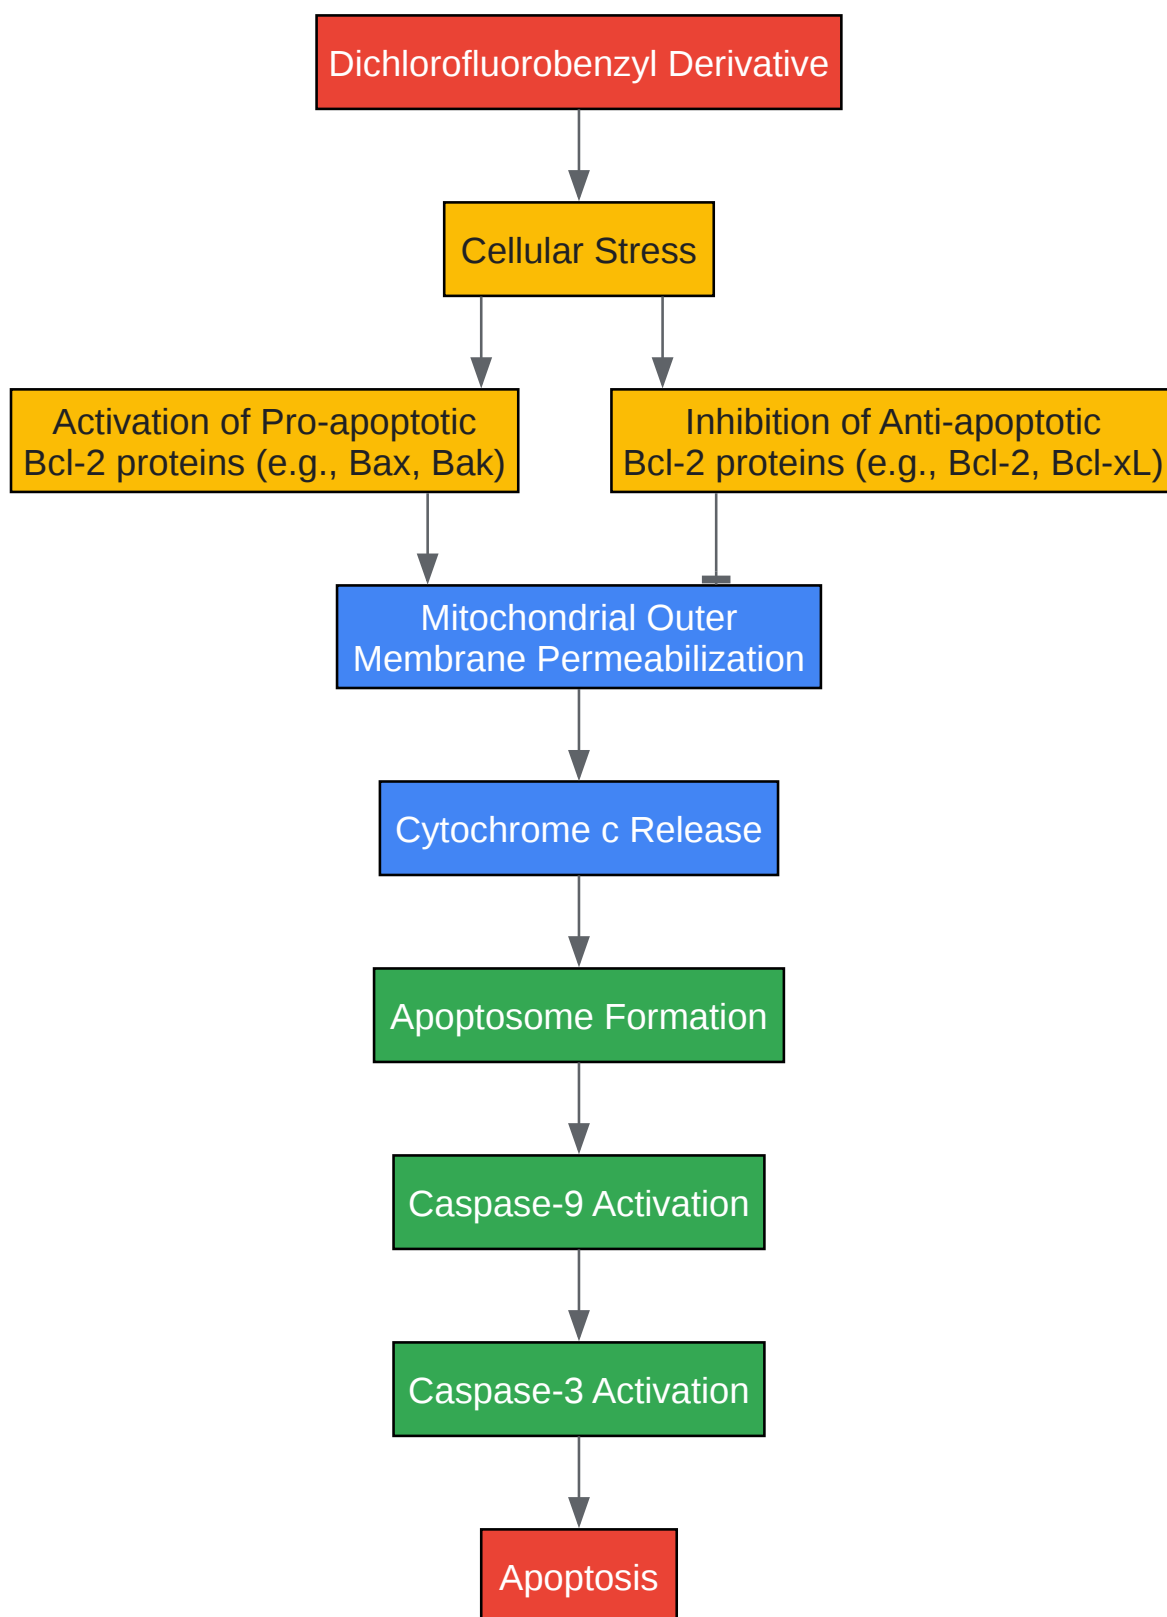 Dichlorofluorobenzyl Derivative
Cellular Stress
Activation of Pro-apoptotic
Bcl-2 proteins (e.g., Bax, Bak)
Inhibition of Anti-apoptotic
Bcl-2 proteins (e.g., Bcl-2, Bcl-xL)
Mitochondrial Outer
Membrane Permeabilization
Cytochrome c Release
Apoptosome Formation
Caspase-9 Activation
Caspase-3 Activation
Apoptosis